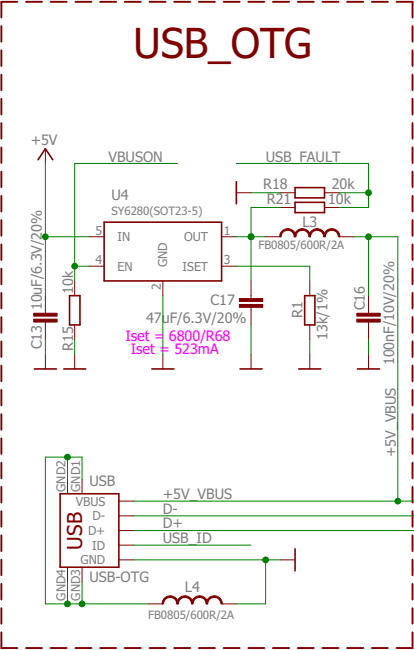 USB_OTG
+5V
VBUSON
USB_FAULT
R18
20k
R21
10k
U4
SY6280(SOT23-5)
L3
FB0805/600R/2A
5
IN
OUT
1
4
EN
GND
ISET
3
2
10uF/6.3V/20%
C13
10k
R15
C17
47uF/6.3V/20%
R1
13k/1%
C16
100nF/10V/20%
Iset = 6800/R68
Iset = 523mA
+5V_VBUS
GND2
GND1
USB
USB
VBUS
D-
D+
ID
GND
+5V_VBUS
D-
D+
USB_ID
GND4
GND3
USB-OTG
L4
FB0805/600R/2A